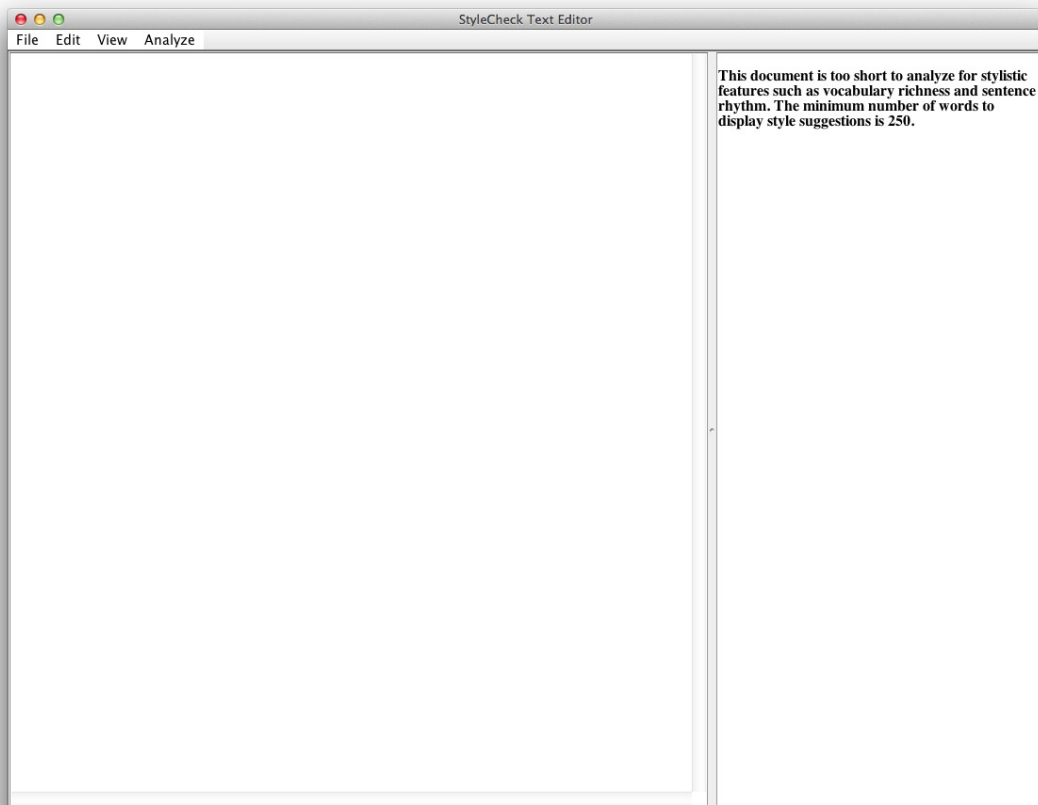 StyleCheck Text Editor
File Edit View Analyze
This document is too short to analyze for stylistic
features such as vocabulary richness and sentence
rhythm. The minimum number of words to
display style suggestions is 250.